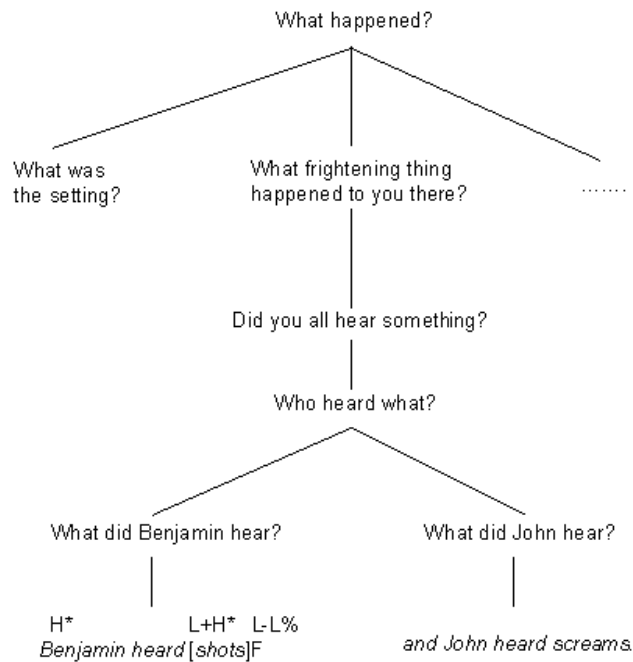 What happened?
What was
the setting?
What frightening thing
happened to you there?
.......
Did you all hear something?
Who heard what?
What did Benjamin hear?
What did John hear?
H* L+H* L-L%
Benjamin heard [shots]F
and John heard screams.